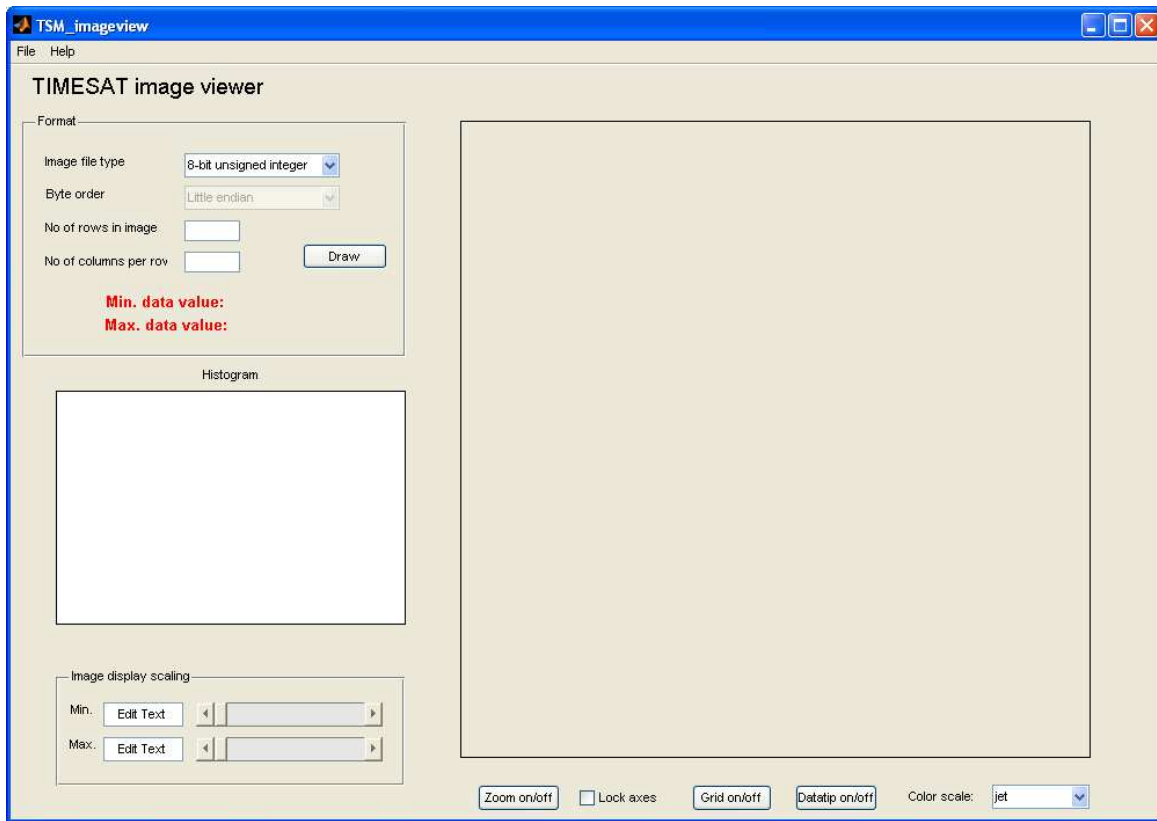 TSM_imageview
File Help
TIMESAT image viewer
Format
Image file type 8-bit unsigned integer
Byte order Little endian
No of rows in image
No of columns per rov
Draw
Min. data value:
Max. data value:
Histogram
Image display scaling
Min. Edit Text
Max. Edit Text
Zoom on/off Lock axes Grid on/off Datatip on/off Color scale: jet